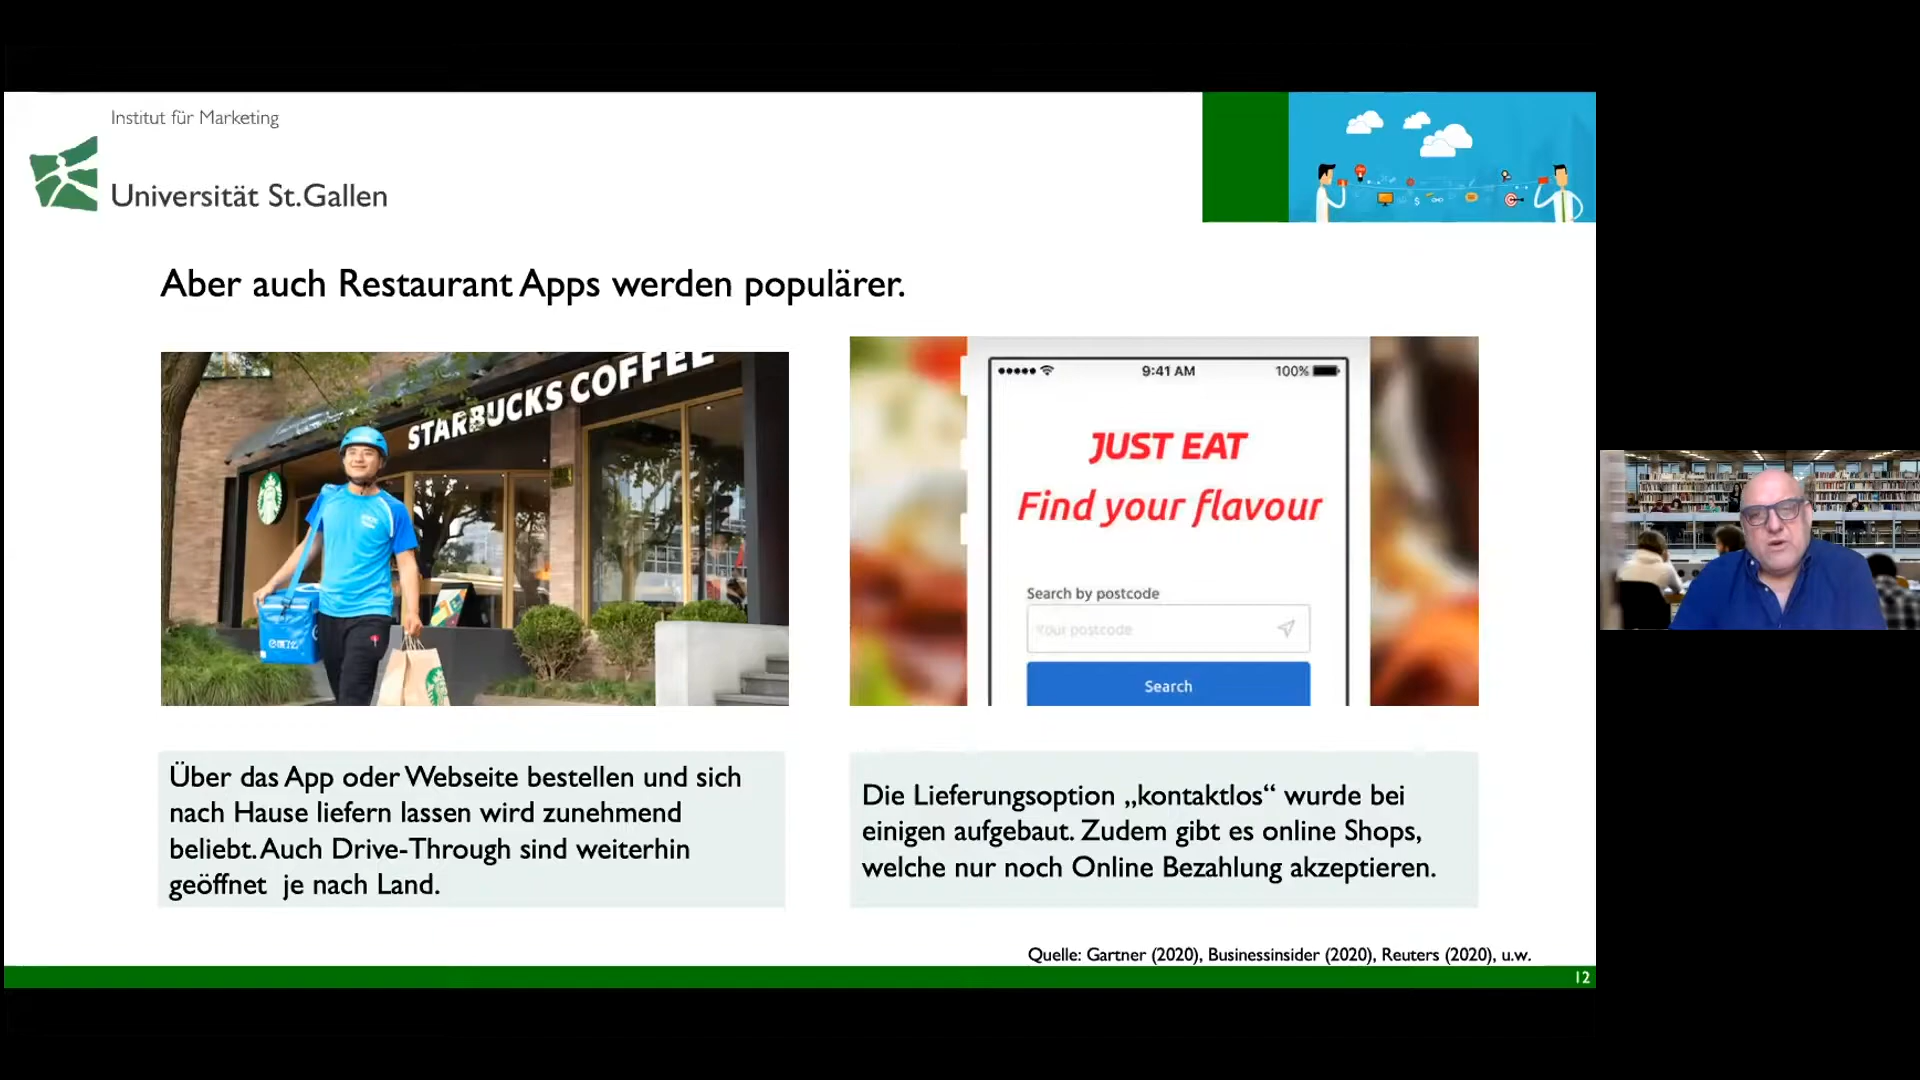 Institut für Marketing
Universität St.Gallen
Aber auch Restaurant Apps werden populärer.
STARBUCKS COFFEE
9:41 AM
100%
JUST EAT
Find your flavour
Search by postcode
Your postcode
Search
Über das App oder Webseite bestellen und sich
nach Hause liefern lassen wird zunehmend
beliebt. Auch Drive-Through sind weiterhin
geöffnet je nach Land.
Die Lieferungsoption „kontaktlos“ wurde bei
einigen aufgebaut. Zudem gibt es online Shops,
welche nur noch Online Bezahlung akzeptieren.
Quelle: Gartner (2020), Businessinsider (2020), Reuters (2020), u.w.
12